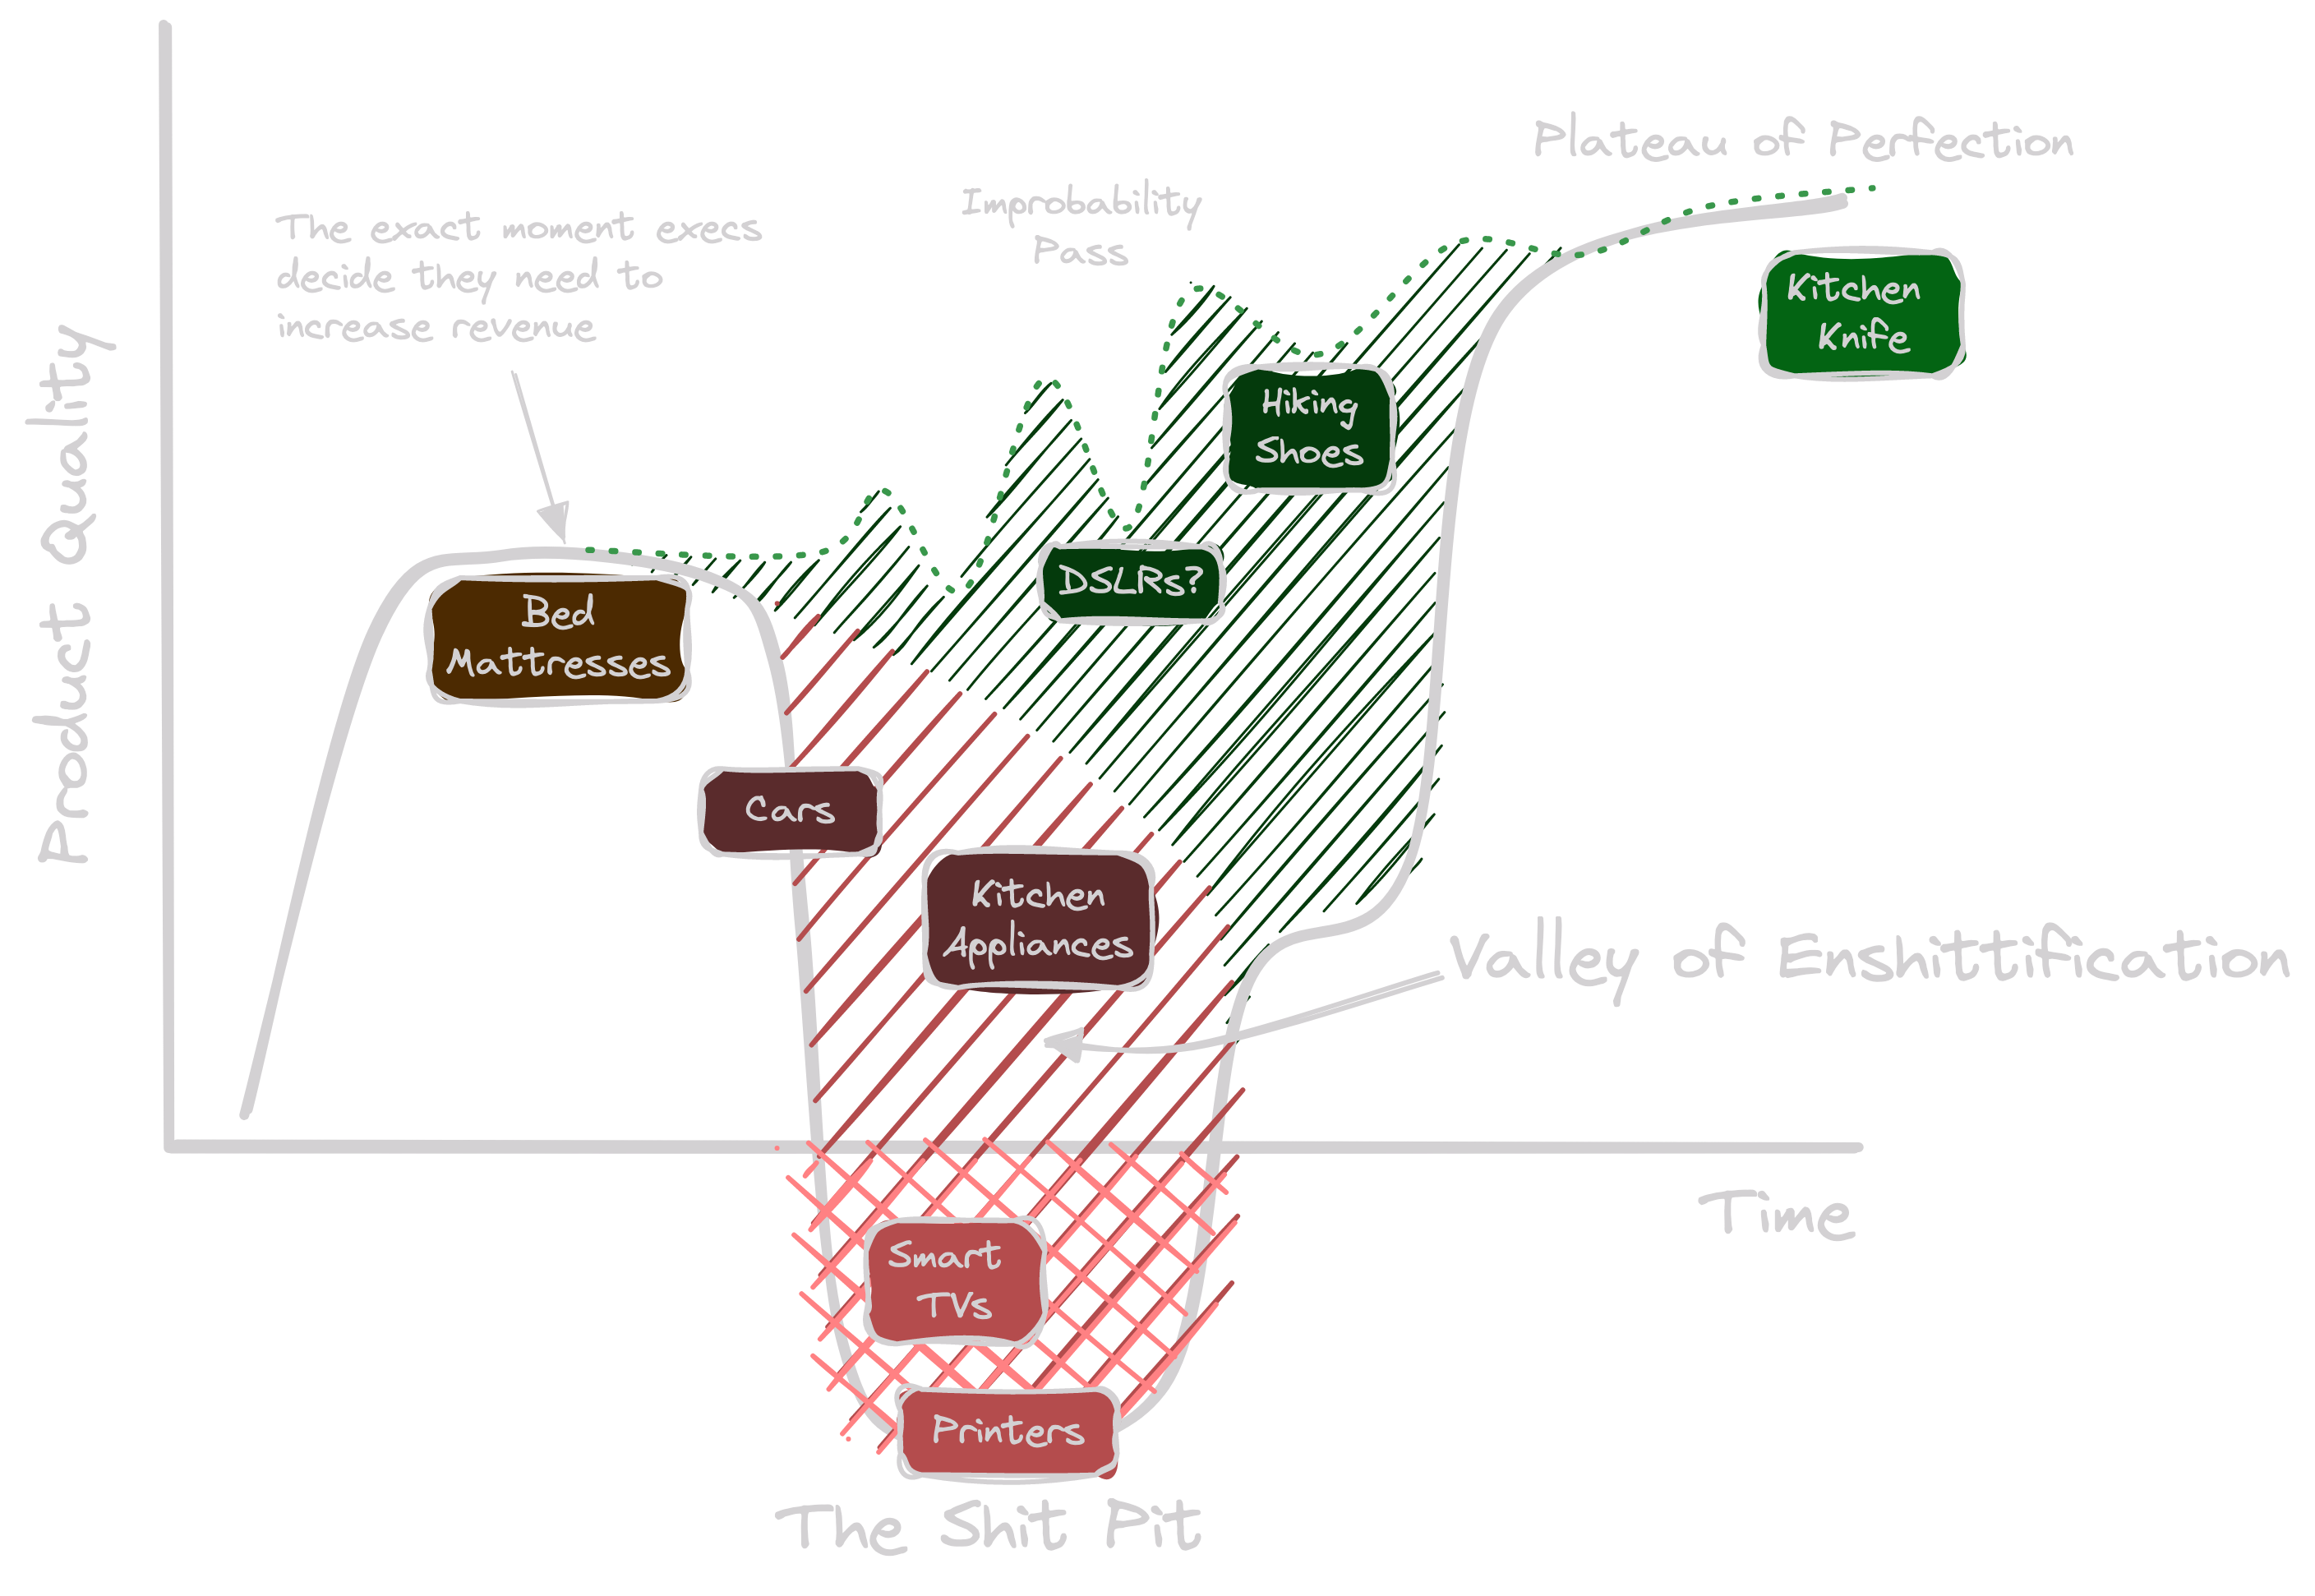 Plateau of Perfection
Improbability
Pass
The exact moment execs
decide they need to
increase revenue
Kitchen
Knife
Hiking
Shoes
DSLRs?
Bed
Mattresses
Product Quality
Cars
Kitchen
Appliances
Valley of Enshittification
Time
Smart
TVs
Printers
The Shit Pit